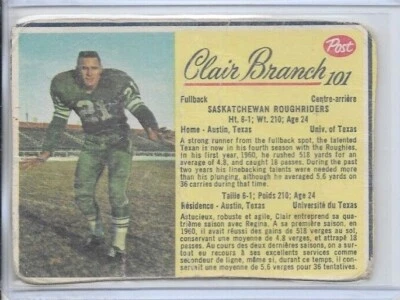 Post
Clair Branch 101
Fullback Centre-arrière
SASKATCHEWAN ROUGHRIDERS
Ht. 6-1; Wt. 210; Age 24
Home - Austin, Texas Univ. of Texas
A strong runner from the fullback spot, the talented
Texan is now in his fourth season with the Roughies.
In his first year, 1960, he rushed 518 yards for an
average of 4.8, and caught 18 passes. During the past
two years his linebacking talents were needed more
than his plunging, although he averaged 5.6 yards on
36 carries during that time.
Taille 6-1; Poids 210; Age 24
Résidence - Austin, Texas Université du Texas
Astucieux, robuste et agile, Clair entreprend sa qua-
trième saison avec Regina. A sa première saison, en
1960, il avait réussi des gains de 518 verges au sol,
conservant une moyenne de 4.8 verges, et attrapé 18
passes. Au cours des deux dernières saisons, on a sur-
tout eu recours à ses excellents services comme
secondeur de ligne, même si, durant ce temps, il
conservait une moyenne de 5.6 verges pour 36 tentatives.
21